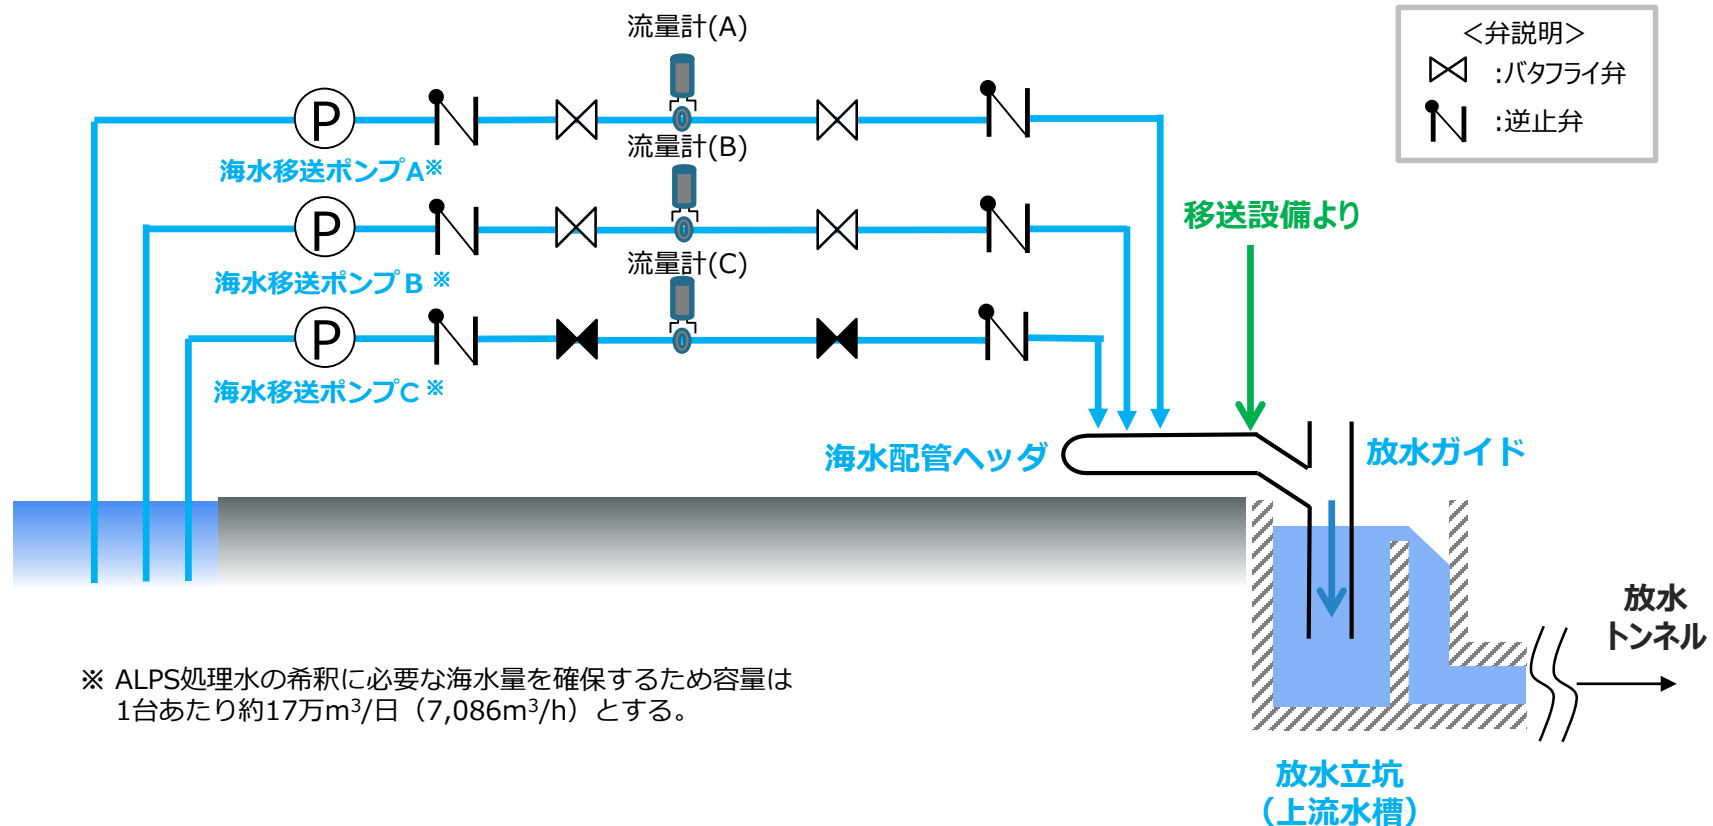 流量計(A)
<弁説明>
:バタフライ弁
:逆止弁
P
海水移送ポンプA※
流量計(B)
P
海水移送ポンプB ※
流量計(C)
P
海水移送ポンプC ※
移送設備より
海水配管ヘッダ
放水ガイド
放水
トンネル
※ ALPS処理水の希釈に必要な海水量を確保するため容量は
1台あたり約17万m³/日（7,086m³/h）とする。
放水立坑
（上流水槽）